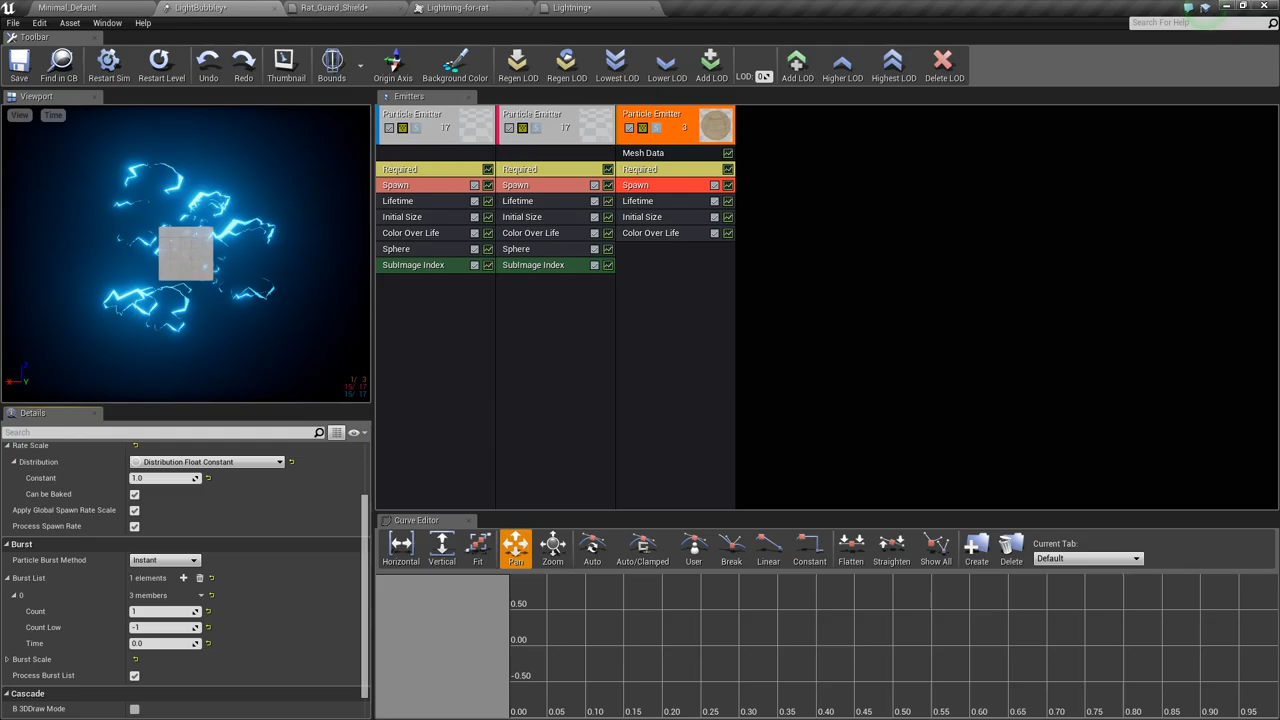 Minimal_Default LightBubbley* Rat_Guard_Shield* Lightning-for-rat Lightning*
File Edit Asset Window Help
Search For Help
Toolbar
Save Find in CB Restart Sim Restart Level Undo Redo Thumbnail Bounds Origin Axis Background Color Regen LOD Regen LOD Lowest LOD Lower LOD Add LOD LOD: 0 Add LOD Higher LOD Highest LOD Delete LOD
Viewport
View Time
X Z Y
1/ 3
15/ 17
15/ 17
Emitters
Particle Emitter Particle Emitter Particle Emitter
17 17 3
Mesh Data
Required Required Required
Spawn Spawn Spawn
Lifetime Lifetime Lifetime
Initial Size Initial Size Initial Size
Color Over Life Color Over Life Color Over Life
Sphere Sphere
SubImage Index SubImage Index
Details
Search
Rate Scale
Distribution Distribution Float Constant
Constant 1.0
Can be Baked
Apply Global Spawn Rate Scale
Process Spawn Rate
Burst
Particle Burst Method Instant
Burst List 1 elements
0 3 members
Count 1
Count Low -1
Time 0.0
Burst Scale
Process Burst List
Cascade
B 3DDraw Mode
Curve Editor
Horizontal Vertical Fit Pan Zoom Auto Auto/Clamped User Break Linear Constant Flatten Straighten Show All Create Delete
Current Tab:
Default
0.50
0.00
-0.50
0.00 0.05 0.10 0.15 0.20 0.25 0.30 0.35 0.40 0.45 0.50 0.55 0.60 0.65 0.70 0.75 0.80 0.85 0.90 0.95